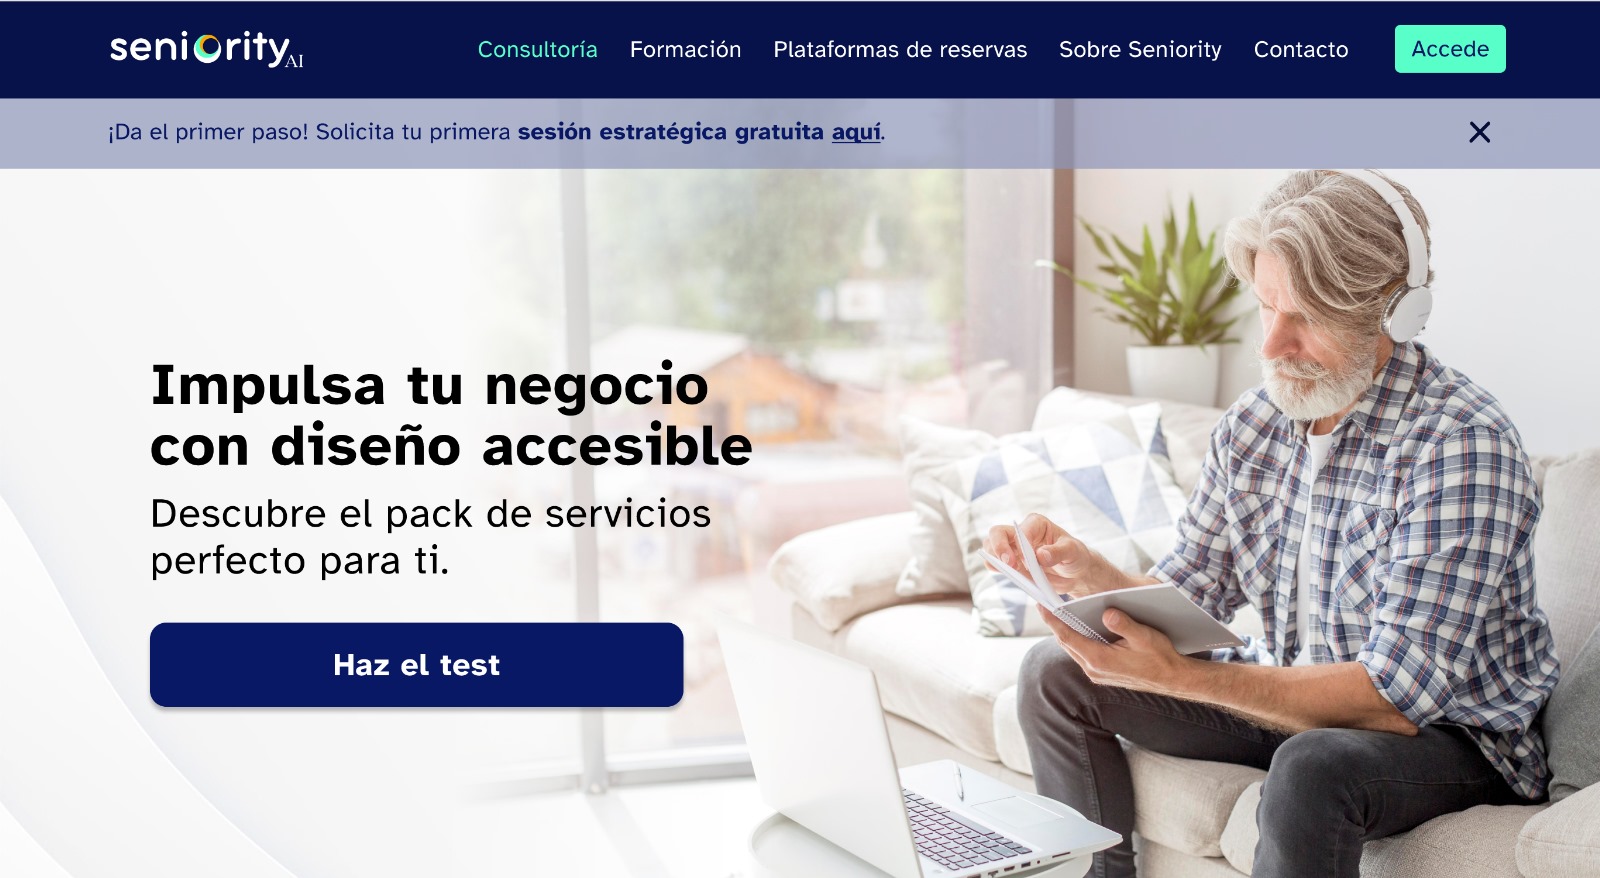 seniority AI
Consultoría
Formación
Plataformas de reservas
Sobre Seniority
Contacto
Accede
¡Da el primer paso! Solicita tu primera sesión estratégica gratuita aquí.
Impulsa tu negocio
con diseño accesible
Descubre el pack de servicios
perfecto para ti.
Haz el test